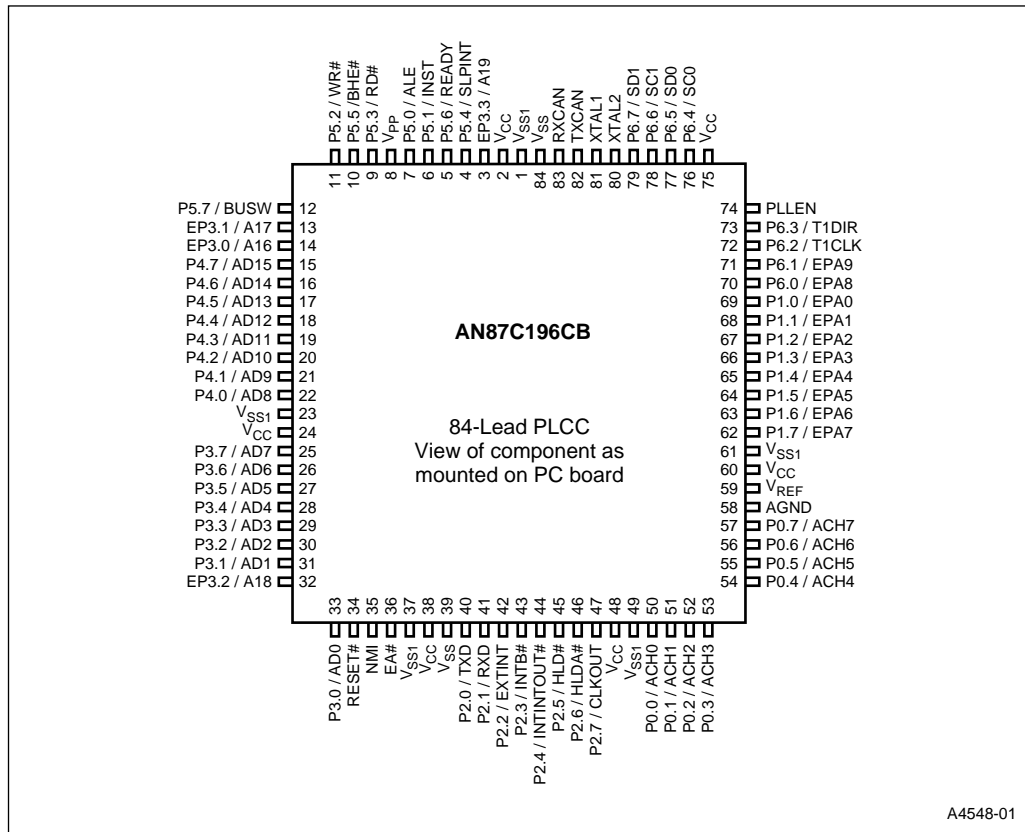 P5.2 / WR#
P5.5 /BHE#
P5.3 / RD#
VPP
P5.0 / ALE
P5.1 / INST
P5.6 / READY
P5.4 / SLPINT
EP3.3 / A19
VCC
VSS1
VSS
RXCAN
TXCAN
XTAL1
XTAL2
P6.7 / SD1
P6.6 / SC1
P6.5 / SD0
P6.4 / SC0
VCC
11 10 9 8 7 6 5 4 3 2 1 84 83 82 81 80 79 78 77 76 75
P5.7 / BUSW 12
EP3.1 / A17 13
EP3.0 / A16 14
P4.7 / AD15 15
P4.6 / AD14 16
P4.5 / AD13 17
P4.4 / AD12 18
P4.3 / AD11 19
P4.2 / AD10 20
P4.1 / AD9 21
P4.0 / AD8 22
VSS1 23
VCC 24
P3.7 / AD7 25
P3.6 / AD6 26
P3.5 / AD5 27
P3.4 / AD4 28
P3.3 / AD3 29
P3.2 / AD2 30
P3.1 / AD1 31
EP3.2 / A18 32
AN87C196CB
84-Lead PLCC
View of component as
mounted on PC board
74 PLLEN
73 P6.3 / T1DIR
72 P6.2 / T1CLK
71 P6.1 / EPA9
70 P6.0 / EPA8
69 P1.0 / EPA0
68 P1.1 / EPA1
67 P1.2 / EPA2
66 P1.3 / EPA3
65 P1.4 / EPA4
64 P1.5 / EPA5
63 P1.6 / EPA6
62 P1.7 / EPA7
61 VSS1
60 VCC
59 VREF
58 AGND
57 P0.7 / ACH7
56 P0.6 / ACH6
55 P0.5 / ACH5
54 P0.4 / ACH4
33 34 35 36 37 38 39 40 41 42 43 44 45 46 47 48 49 50 51 52 53
P3.0 / AD0
RESET#
NMI
EA#
VSS1
VCC
VSS
P2.0 / TXD
P2.1 / RXD
P2.2 / EXTINT
P2.3 / INTB#
P2.4 / INTINTOUT#
P2.5 / HLD#
P2.6 / HLDA#
P2.7 / CLKOUT
VCC
VSS1
P0.0 / ACH0
P0.1 / ACH1
P0.2 / ACH2
P0.3 / ACH3
A4548-01